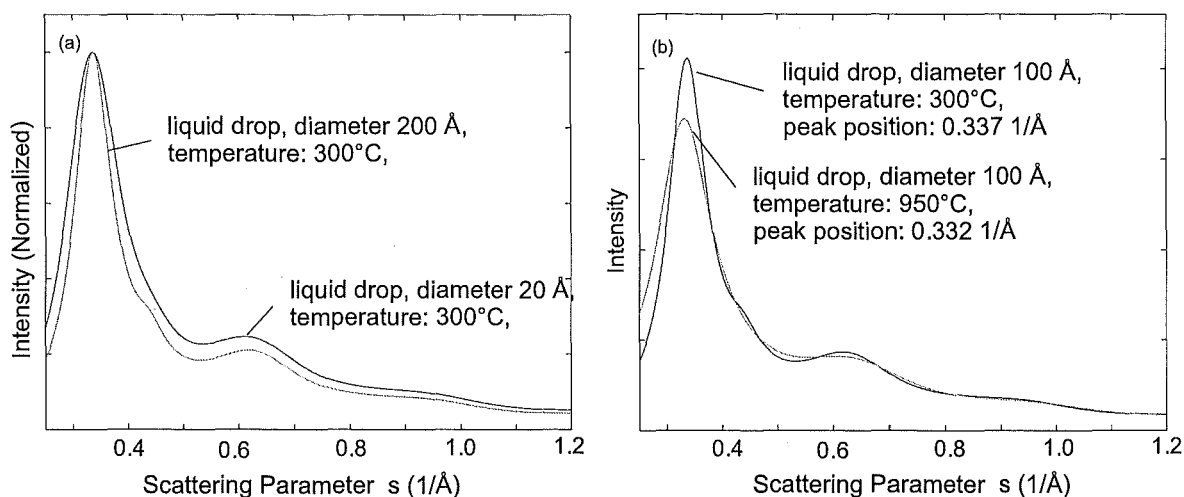 (a)
liquid drop, diameter 200 Å,
temperature: 300°C,
liquid drop, diameter 20 Å,
temperature: 300°C,
Intensity (Normalized)
0.4 0.6 0.8 1.0 1.2
Scattering Parameter s (1/Å)
(b)
liquid drop, diameter 100 Å,
temperature: 300°C,
peak position: 0.337 1/Å
liquid drop, diameter 100 Å,
temperature: 950°C,
peak position: 0.332 1/Å
Intensity
0.4 0.6 0.8 1.0 1.2
Scattering Parameter s (1/Å)